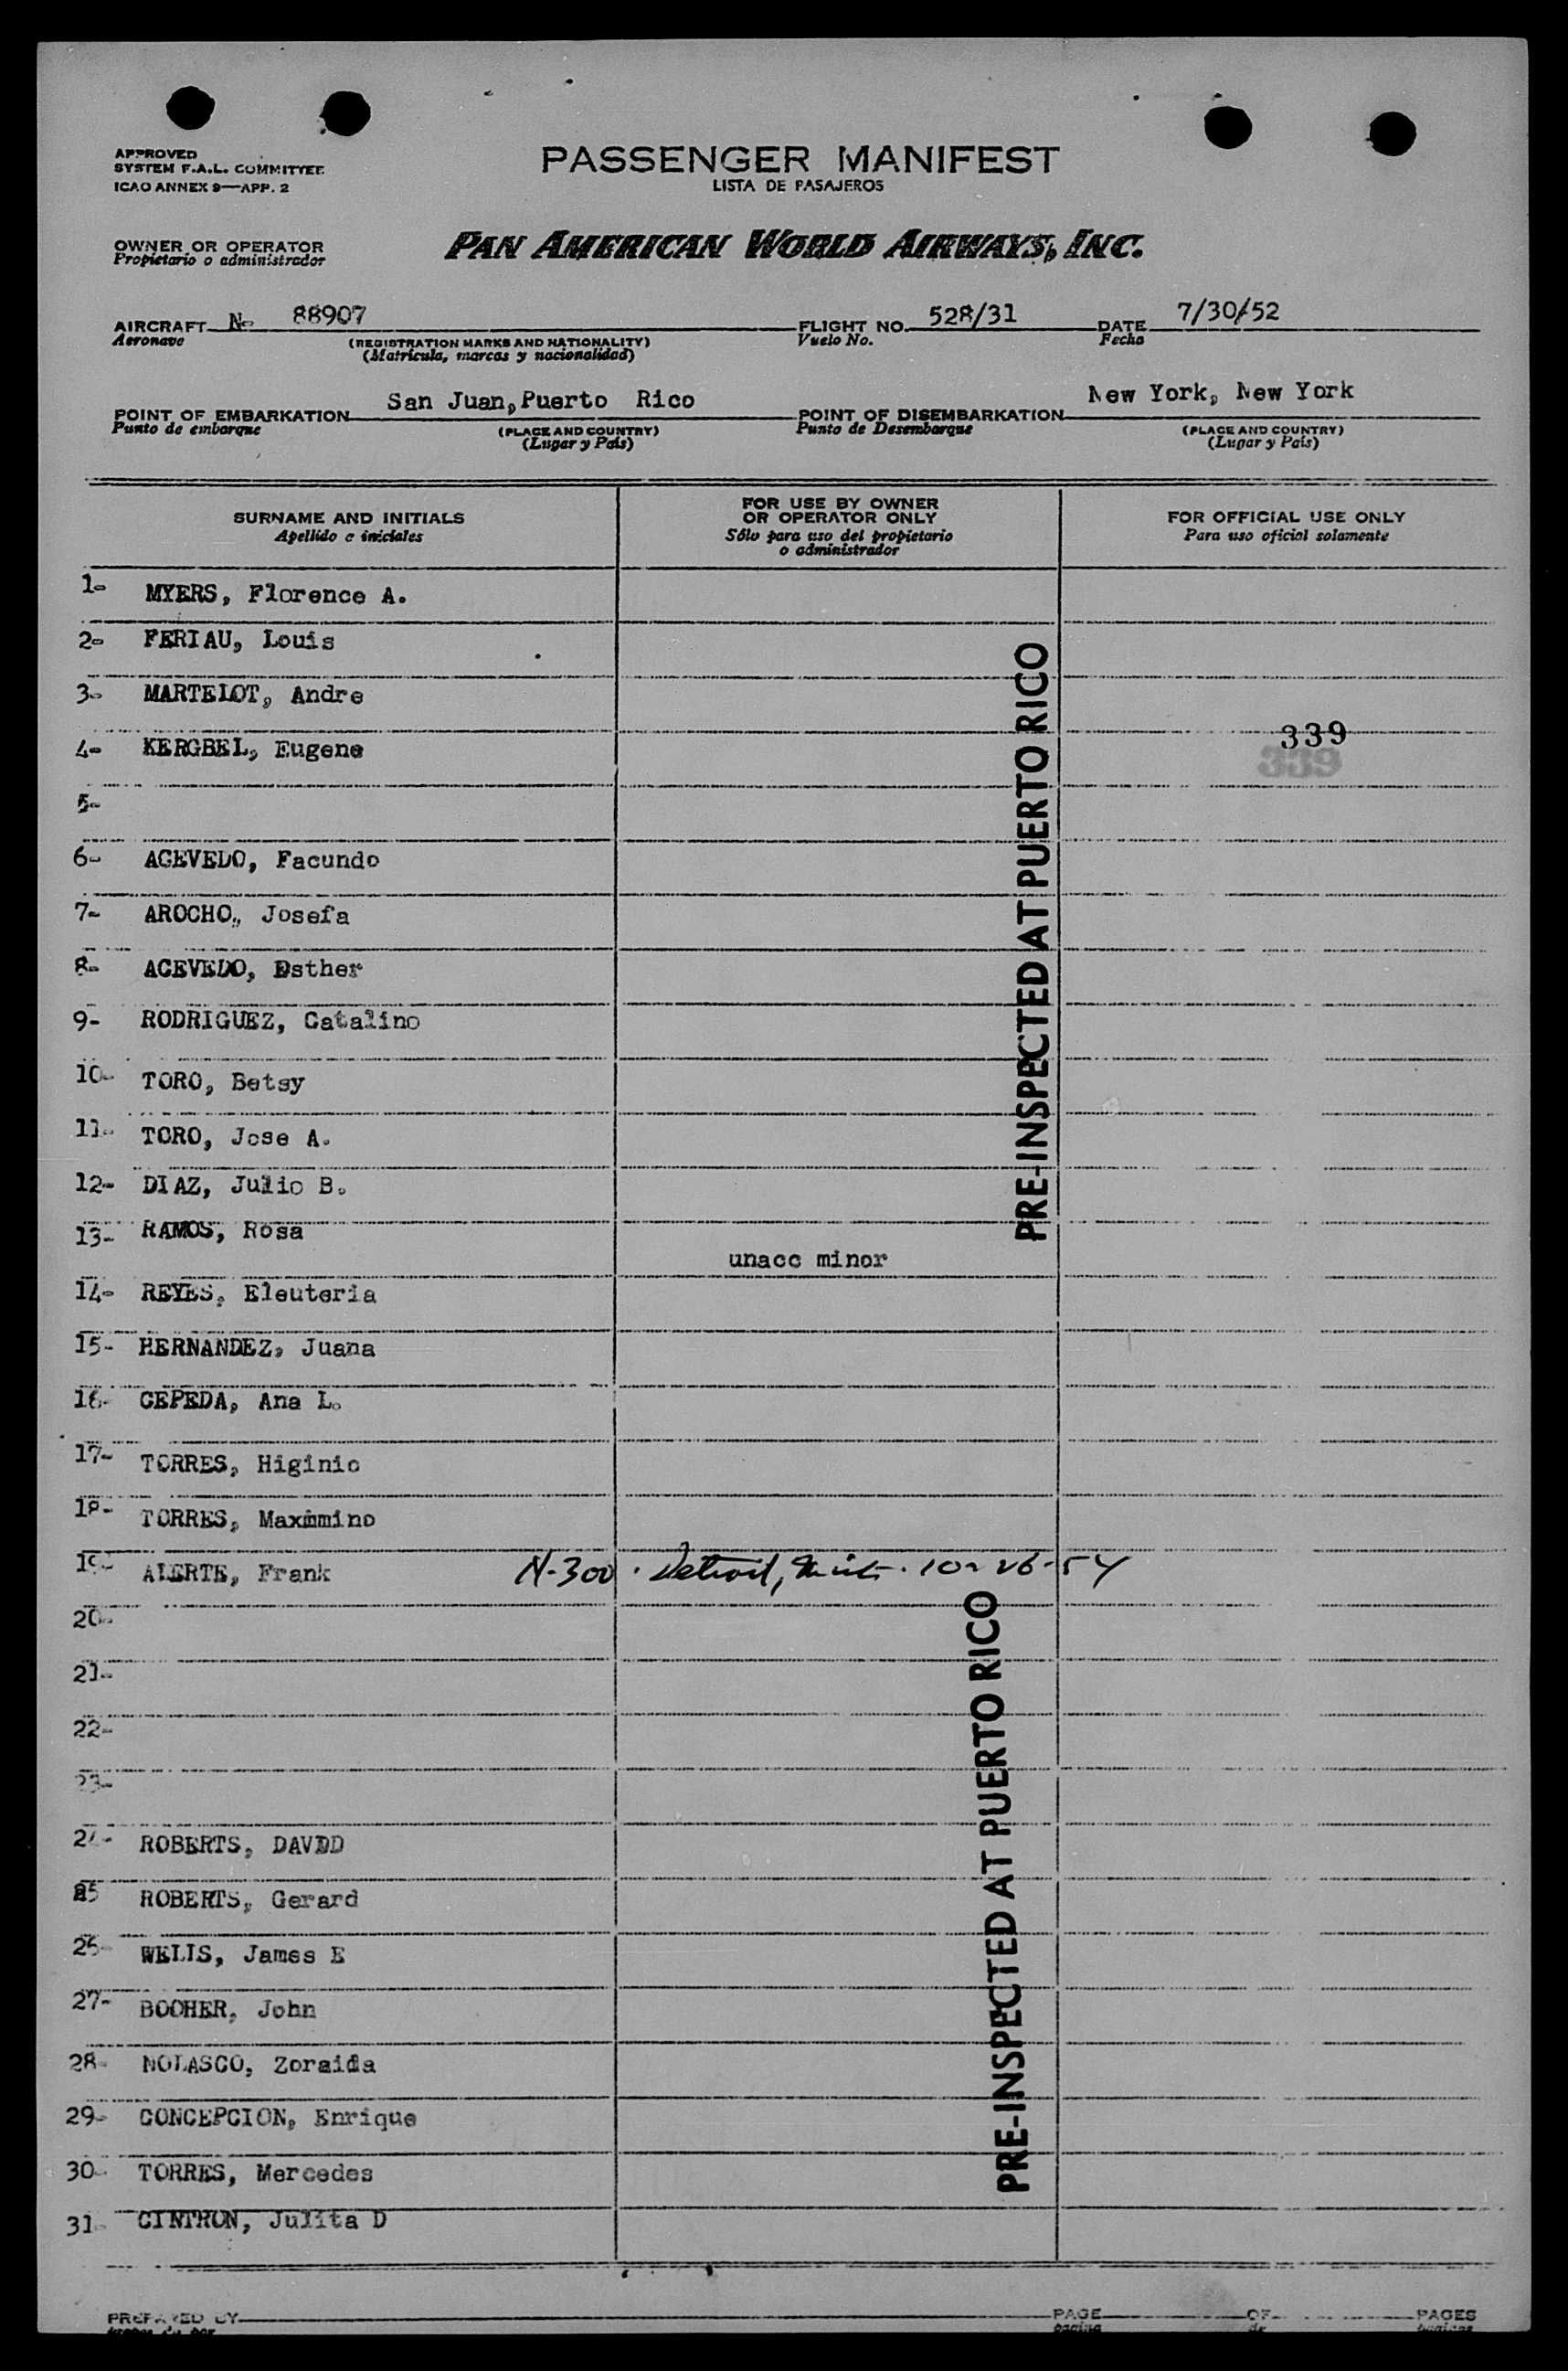 APPROVED
SYSTEM F.A.L. COMMITTEE
ICAO ANNEX 9—APP. 2
PASSENGER MANIFEST
LISTA DE PASAJEROS
OWNER OR OPERATOR
Propietario o administrador
PAN AMERICAN WORLD AIRWAYS, INC.
AIRCRAFT No 88907
Aeronave
(REGISTRATION MARKS AND NATIONALITY)
(Matrícula, marcas y nacionalidad)
FLIGHT NO. 528/31
Vuelo No.
DATE 7/30/52
Fecha
POINT OF EMBARKATION San Juan, Puerto Rico
Punto de embarque
(PLACE AND COUNTRY)
(Lugar y País)
POINT OF DISEMBARKATION New York, New York
Punto de Desembarque
(PLACE AND COUNTRY)
(Lugar y País)
SURNAME AND INITIALS
Apellido e iniciales
FOR USE BY OWNER
OR OPERATOR ONLY
Sólo para uso del propietario
o administrador
FOR OFFICIAL USE ONLY
Para uso oficial solamente
1- MYERS, Florence A.
2- FERIAU, Louis
3- MARTELOT, Andre
4- KERGBEL, Eugene
339
339
5-
6- ACEVEDO, Facundo
7- AROCHO, Josefa
8- ACEVEDO, Esther
9- RODRIGUEZ, Catalino
10- TORO, Betsy
11- TORO, Jose A.
12- DIAZ, Julio B.
13- RAMOS, Rosa
PRE-INSPECTED AT PUERTO RICO
unacc minor
14- REYES, Eleuteria
15- HERNANDEZ, Juana
16- CEPEDA, Ana L.
17- TORRES, Higinio
18- TORRES, Maximino
19- ALERTE, Frank N-300 . Detroit, Mich. 10-26-54
20-
21-
22-
23-
24- ROBERTS, DAVDD
25 ROBERTS, Gerard
26- WELLS, James E
27- BOOHER, John
28- NOLASCO, Zoraida
29- CONCEPCION, Enrique
30- TORRES, Mercedes
31- CINTRON, Julita D
PRE-INSPECTED AT PUERTO RICO
PREPARED BY
PAGE OF PAGES